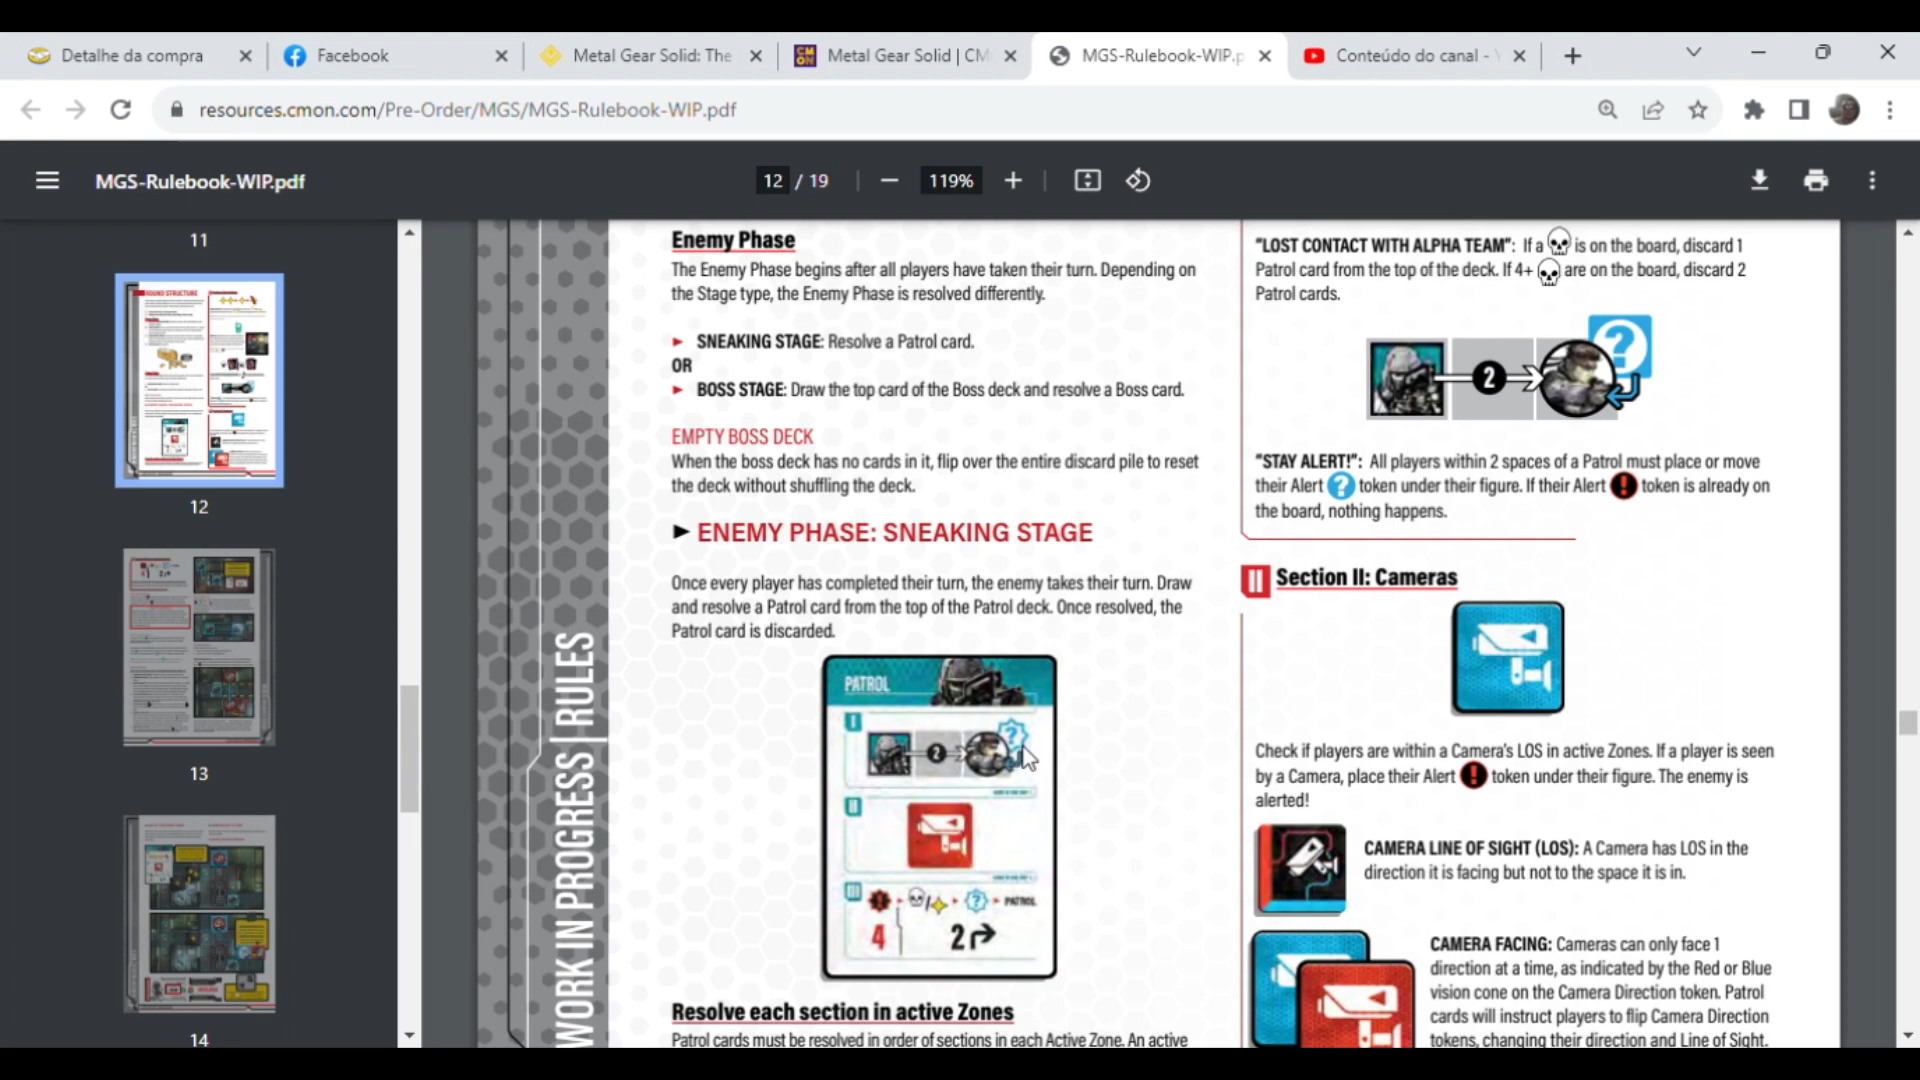 Detalhe da compra
Facebook
Metal Gear Solid: The
Metal Gear Solid | CM
MGS-Rulebook-WIP.p
Conteúdo do canal - Y
resources.cmon.com/Pre-Order/MGS/MGS-Rulebook-WIP.pdf
MGS-Rulebook-WIP.pdf
12 / 19
119%
11
12
13
14
WORK IN PROGRESS | RULES
Enemy Phase
The Enemy Phase begins after all players have taken their turn. Depending on
the Stage type, the Enemy Phase is resolved differently.
SNEAKING STAGE: Resolve a Patrol card.
OR
BOSS STAGE: Draw the top card of the Boss deck and resolve a Boss card.
EMPTY BOSS DECK
When the boss deck has no cards in it, flip over the entire discard pile to reset
the deck without shuffling the deck.
ENEMY PHASE: SNEAKING STAGE
Once every player has completed their turn, the enemy takes their turn. Draw
and resolve a Patrol card from the top of the Patrol deck. Once resolved, the
Patrol card is discarded.
PATROL
I
2
?
II
III
! / ? PATROL
4 2
Resolve each section in active Zones
Patrol cards must be resolved in order of sections in each Active Zone. An active
"LOST CONTACT WITH ALPHA TEAM": If a is on the board, discard 1
Patrol card from the top of the deck. If 4+ are on the board, discard 2
Patrol cards.
2
?
"STAY ALERT!": All players within 2 spaces of a Patrol must place or move
their Alert ? token under their figure. If their Alert ! token is already on
the board, nothing happens.
II Section II: Cameras
Check if players are within a Camera's LOS in active Zones. If a player is seen
by a Camera, place their Alert ! token under their figure. The enemy is
alerted!
CAMERA LINE OF SIGHT (LOS): A Camera has LOS in the
direction it is facing but not to the space it is in.
CAMERA FACING: Cameras can only face 1
direction at a time, as indicated by the Red or Blue
vision cone on the Camera Direction token. Patrol
cards will instruct players to flip Camera Direction
tokens, changing their direction and Line of Sight.